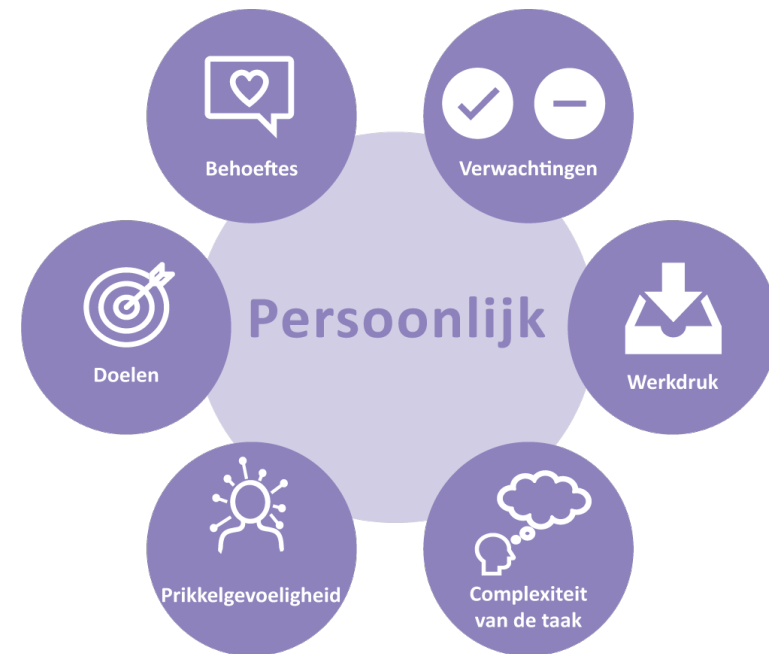 Behoeftes
Verwachtingen
Persoonlijk
Doelen
Werkdruk
Prikkelgevoeligheid
Complexiteit
van de taak